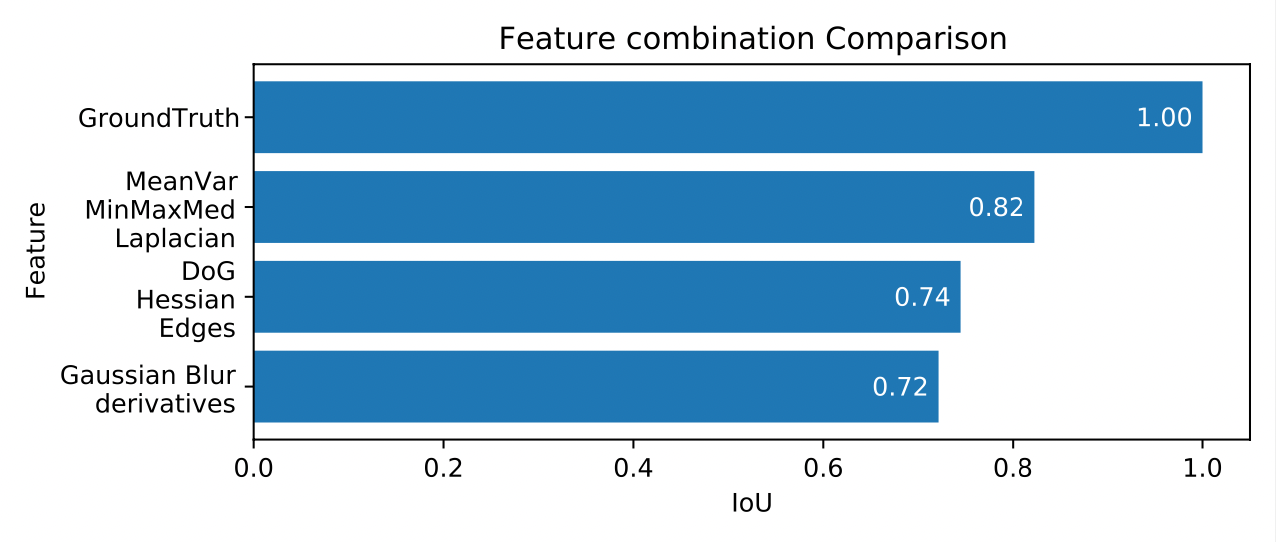 Feature combination Comparison
GroundTruth
1.00
MeanVar
MinMaxMed
Laplacian
0.82
DoG
Hessian
Edges
0.74
Gaussian Blur
derivatives
0.72
Feature
0.0 0.2 0.4 0.6 0.8 1.0
IoU